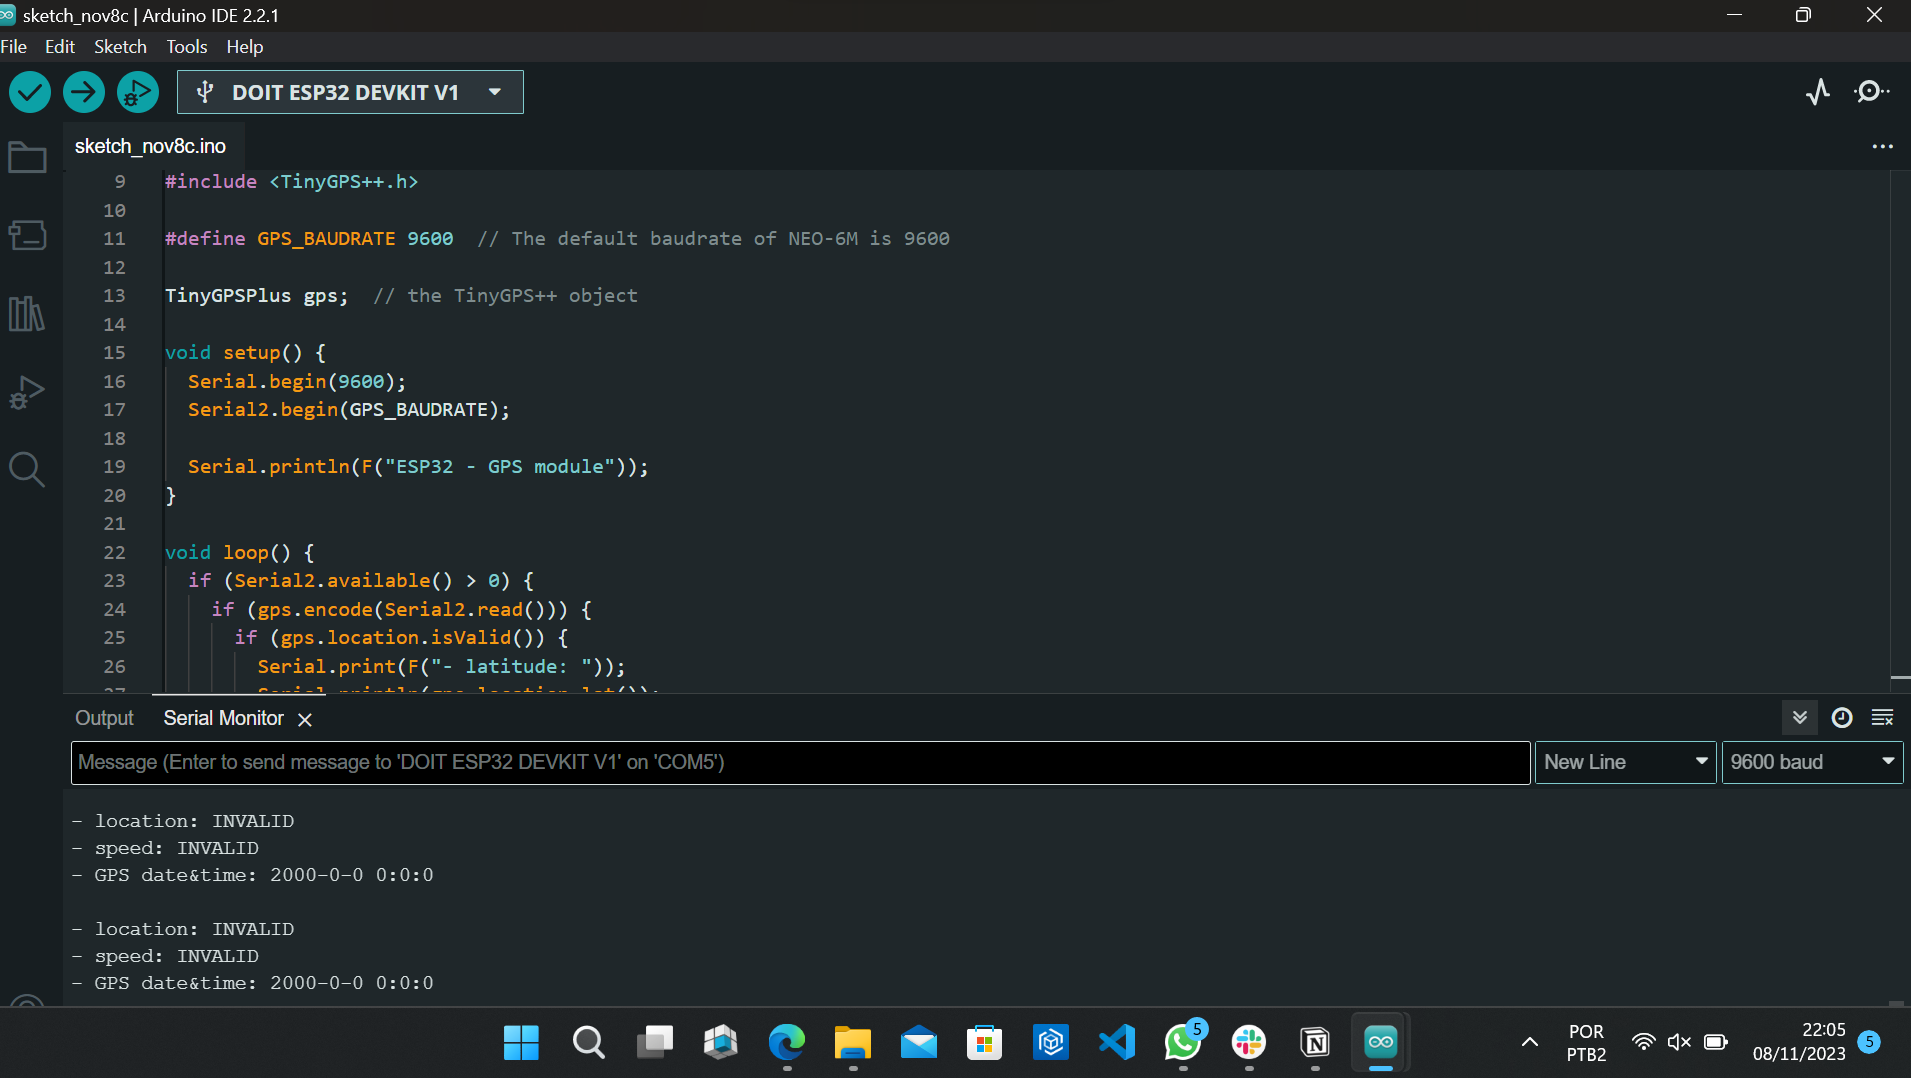 sketch_nov8c | Arduino IDE 2.2.1
File Edit Sketch Tools Help
DOIT ESP32 DEVKIT V1
sketch_nov8c.ino
9 #include <TinyGPS++.h>
10
11 #define GPS_BAUDRATE 9600 // The default baudrate of NEO-6M is 9600
12
13 TinyGPSPlus gps; // the TinyGPS++ object
14
15 void setup() {
16 Serial.begin(9600);
17 Serial2.begin(GPS_BAUDRATE);
18
19 Serial.println(F("ESP32 - GPS module"));
20 }
21
22 void loop() {
23 if (Serial2.available() > 0) {
24 if (gps.encode(Serial2.read())) {
25 if (gps.location.isValid()) {
26 Serial.print(F("- latitude: "));
27 Serial.println(gps.location.lat());
Output Serial Monitor
Message (Enter to send message to 'DOIT ESP32 DEVKIT V1' on 'COM5') New Line 9600 baud
- location: INVALID
- speed: INVALID
- GPS date&time: 2000-0-0 0:0:0
- location: INVALID
- speed: INVALID
- GPS date&time: 2000-0-0 0:0:0
5
POR
PTB2
22:05
08/11/2023
5